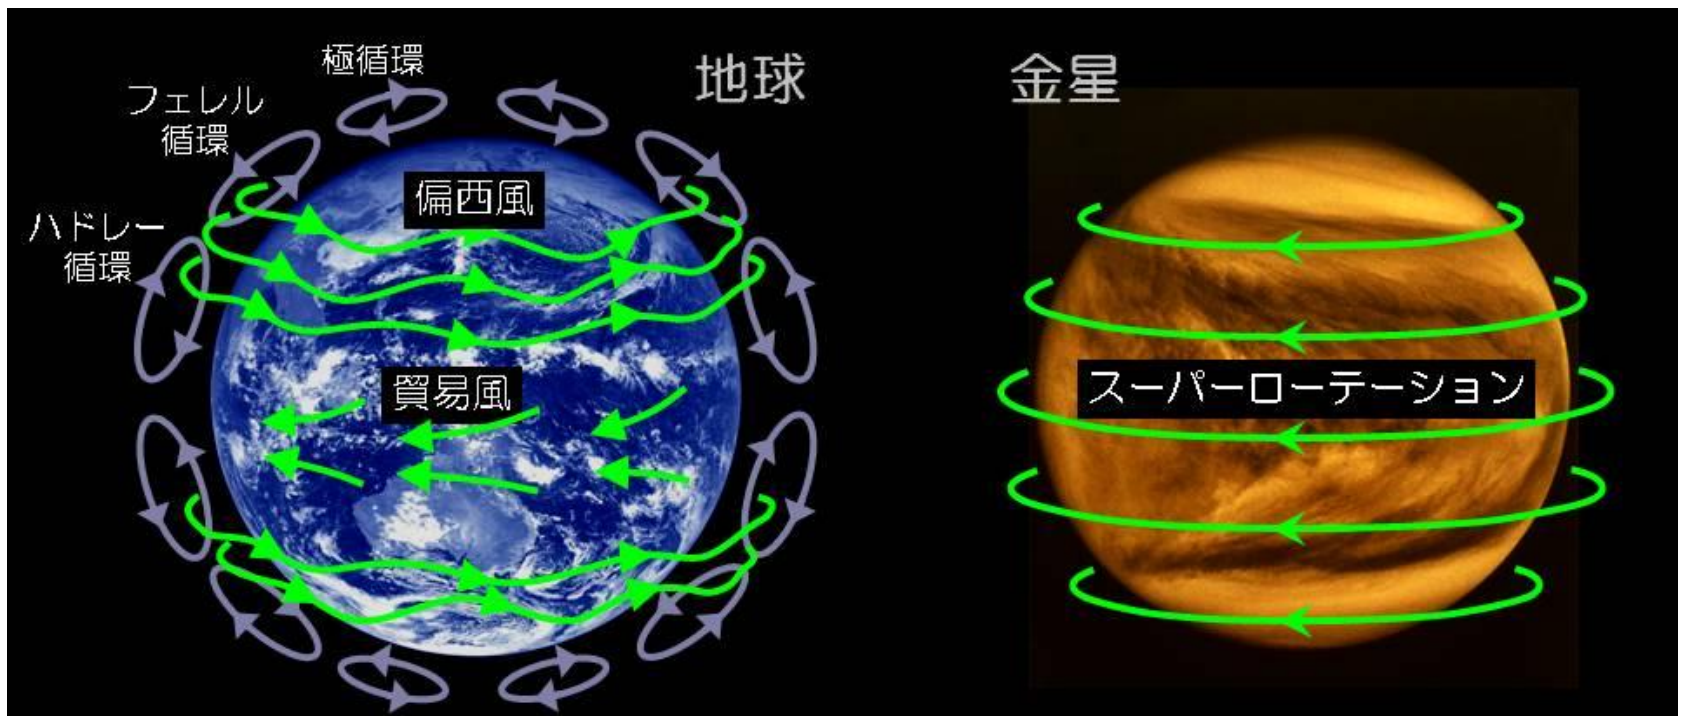 地球
金星
極循環
フェレル
循環
偏西風
ハドレー
循環
貿易風
スーパーローテーション